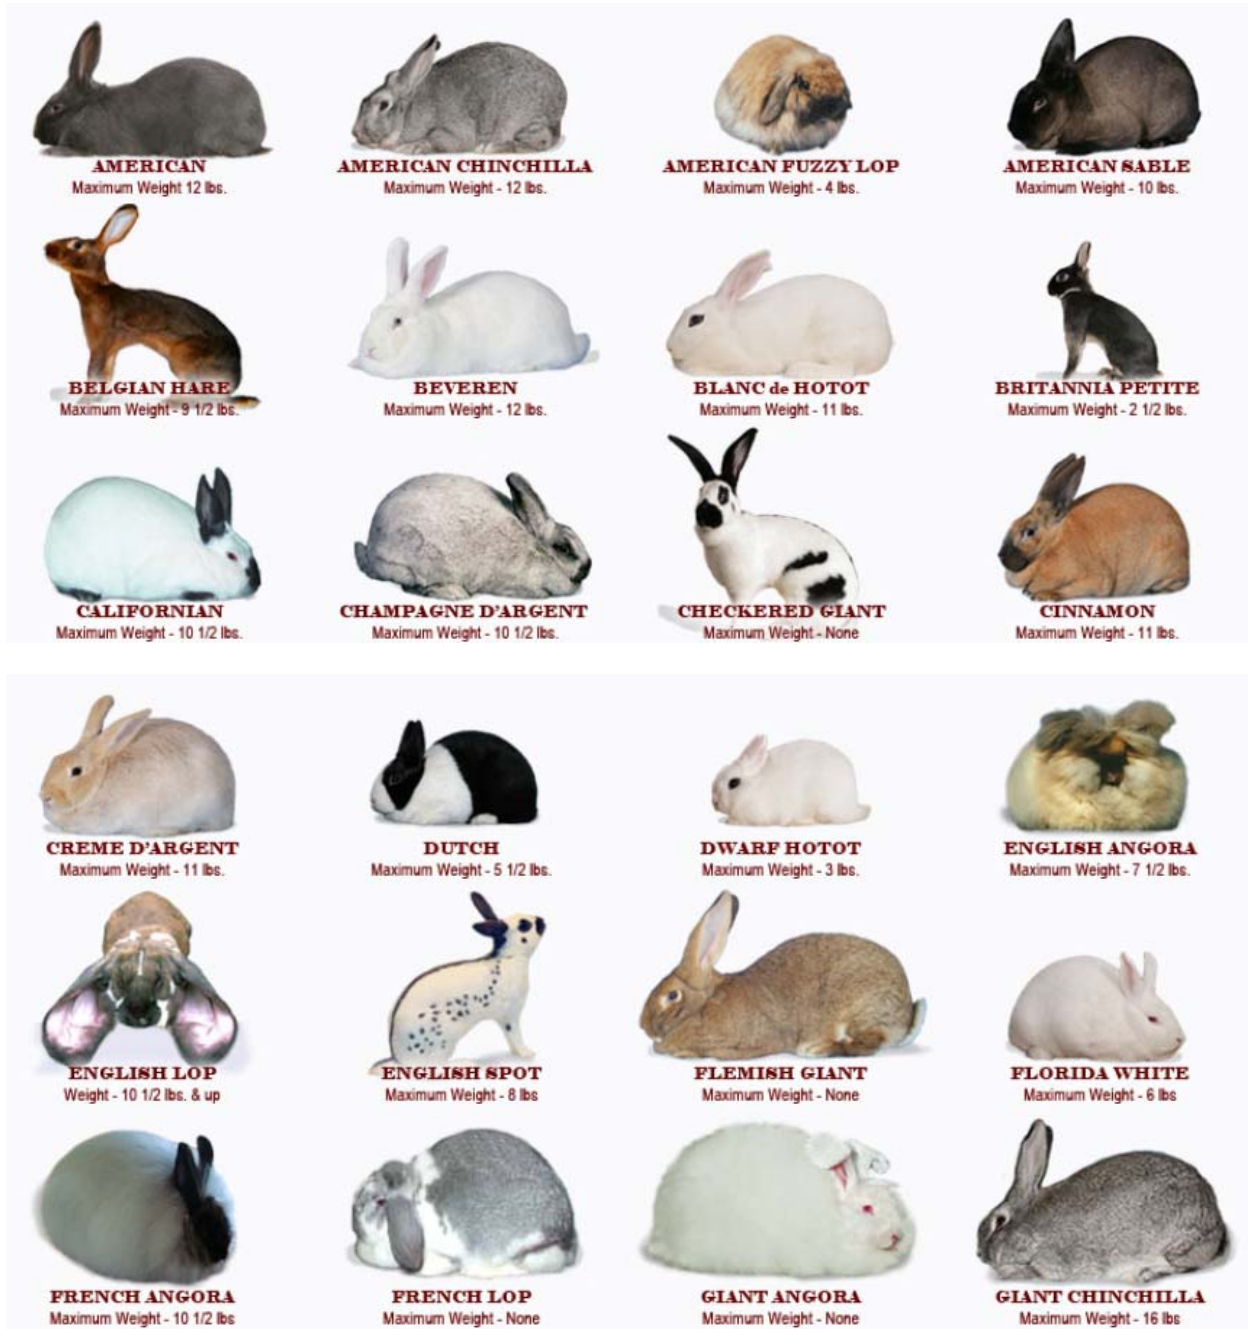 AMERICAN
Maximum Weight 12 lbs.
AMERICAN CHINCHILLA
Maximum Weight - 12 lbs.
AMERICAN FUZZY LOP
Maximum Weight - 4 lbs.
AMERICAN SABLE
Maximum Weight - 10 lbs.
BELGIAN HARE
Maximum Weight - 9 1/2 lbs.
BEVEREN
Maximum Weight - 12 lbs.
BLANC de HOTOT
Maximum Weight - 11 lbs.
BRITANNIA PETITE
Maximum Weight - 2 1/2 lbs.
CALIFORNIAN
Maximum Weight - 10 1/2 lbs.
CHAMPAGNE D'ARGENT
Maximum Weight - 10 1/2 lbs.
CHECKERED GIANT
Maximum Weight - None
CINNAMON
Maximum Weight - 11 lbs.
CREME D'ARGENT
Maximum Weight - 11 lbs.
DUTCH
Maximum Weight - 5 1/2 lbs.
DWARF HOTOT
Maximum Weight - 3 lbs.
ENGLISH ANGORA
Maximum Weight - 7 1/2 lbs.
ENGLISH LOP
Weight - 10 1/2 lbs. & up
ENGLISH SPOT
Maximum Weight - 8 lbs
FLEMISH GIANT
Maximum Weight - None
FLORIDA WHITE
Maximum Weight - 6 lbs
FRENCH ANGORA
Maximum Weight - 10 1/2 lbs
FRENCH LOP
Maximum Weight - None
GIANT ANGORA
Maximum Weight - None
GIANT CHINCHILLA
Maximum Weight - 16 lbs